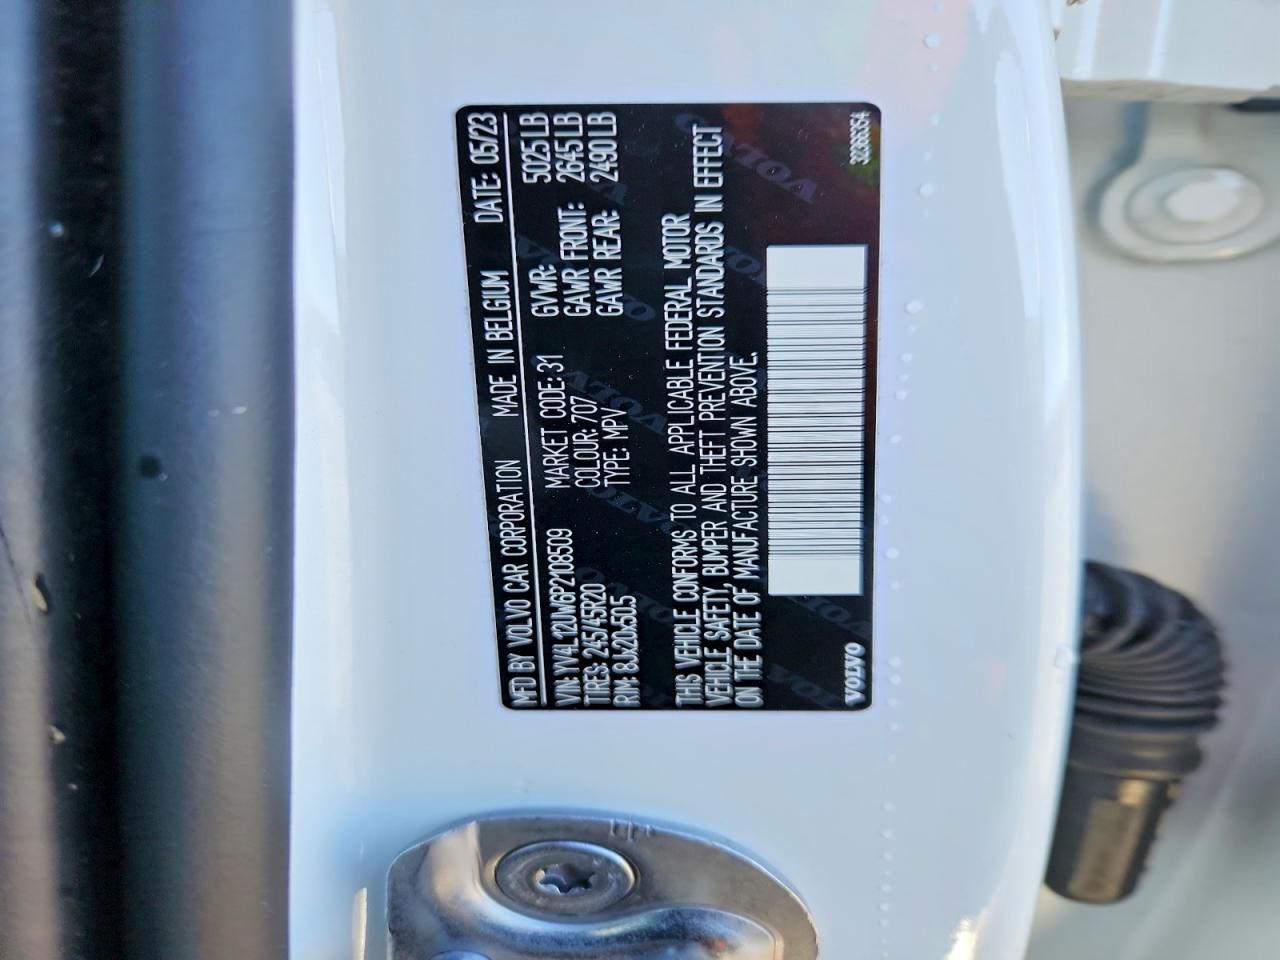 MFD BY VOLVO CAR CORPORATION MADE IN BELGIUM DATE: 05/23
VIN: YV4L12UW6P2108509 MARKET CODE: 31 GVWR: 5025 LB
TIRES: 245/45R20 COLOUR: 707 GAWR FRONT: 2645 LB
RIM: 8Jx20x50.5 TYPE: MPV GAWR REAR: 2490 LB
THIS VEHICLE CONFORMS TO ALL APPLICABLE FEDERAL MOTOR
VEHICLE SAFETY, BUMPER AND THEFT PREVENTION STANDARDS IN EFFECT
ON THE DATE OF MANUFACTURE SHOWN ABOVE.
VOLVO 32366354